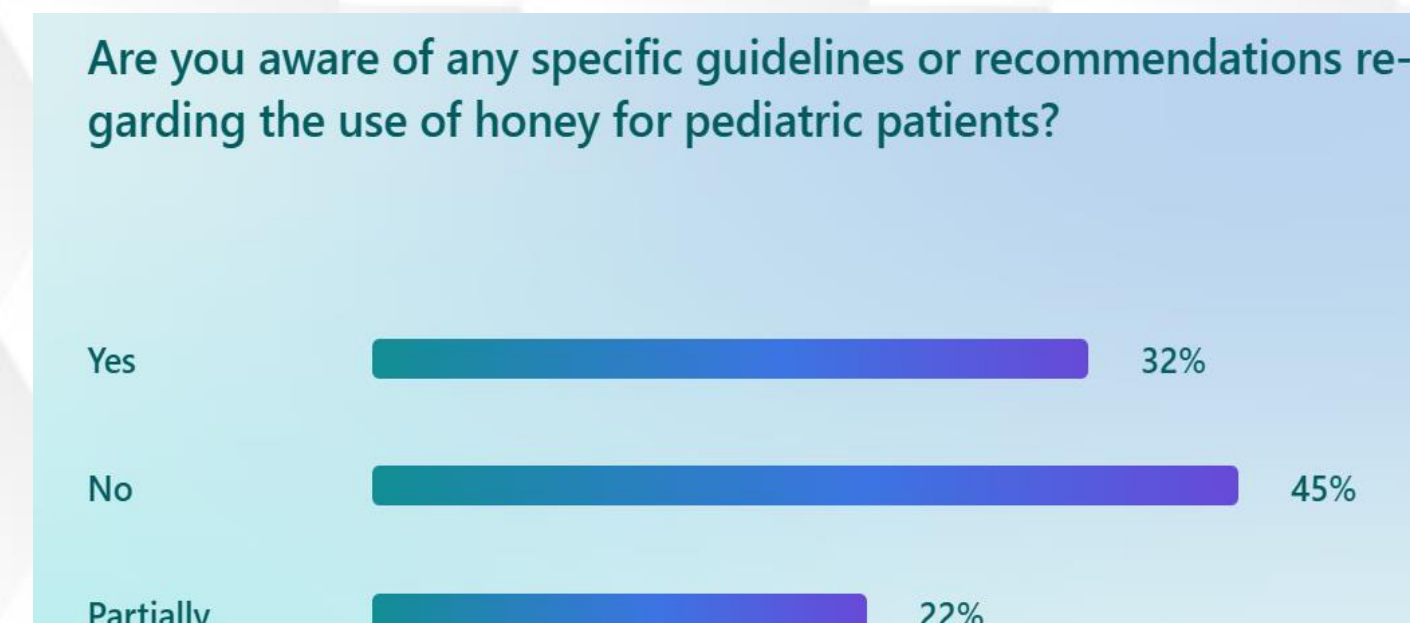 Are you aware of any specific guidelines or recommendations re-
garding the use of honey for pediatric patients?
Yes 32%
No 45%
Partially 22%